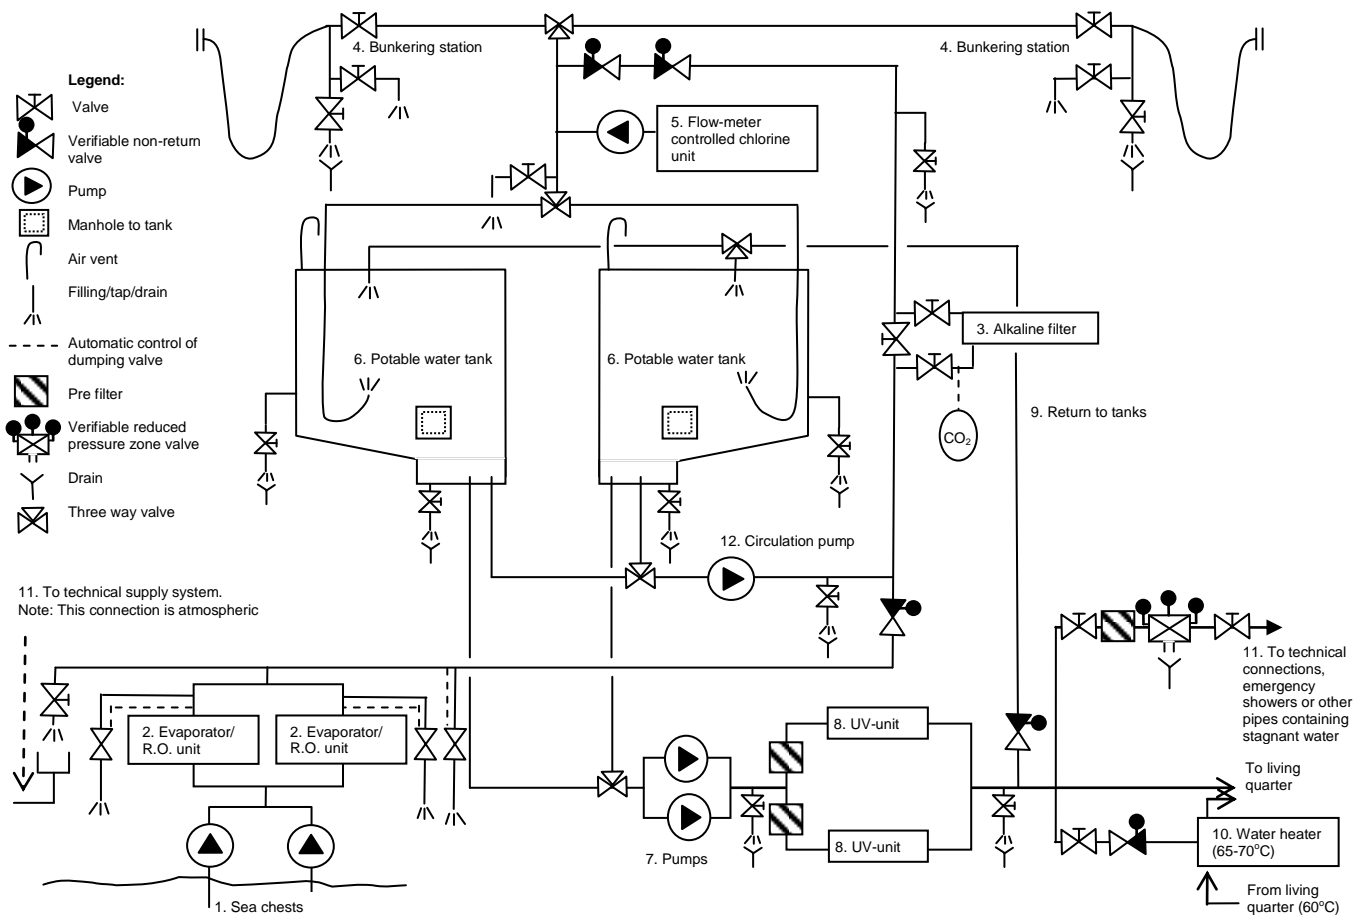 4. Bunkering station
4. Bunkering station
Legend:
Valve
Verifiable non-return
valve
Pump
Manhole to tank
Air vent
Filling/tap/drain
Automatic control of
dumping valve
Pre filter
Verifiable reduced
pressure zone valve
Drain
Three way valve
5. Flow-meter
controlled chlorine
unit
3. Alkaline filter
6. Potable water tank
6. Potable water tank
9. Return to tanks
CO₂
12. Circulation pump
11. To technical supply system.
Note: This connection is atmospheric
2. Evaporator/
R.O. unit
2. Evaporator/
R.O. unit
8. UV-unit
8. UV-unit
7. Pumps
1. Sea chests
11. To technical
connections,
emergency
showers or other
pipes containing
stagnant water
To living
quarter
10. Water heater
(65-70°C)
From living
quarter (60°C)